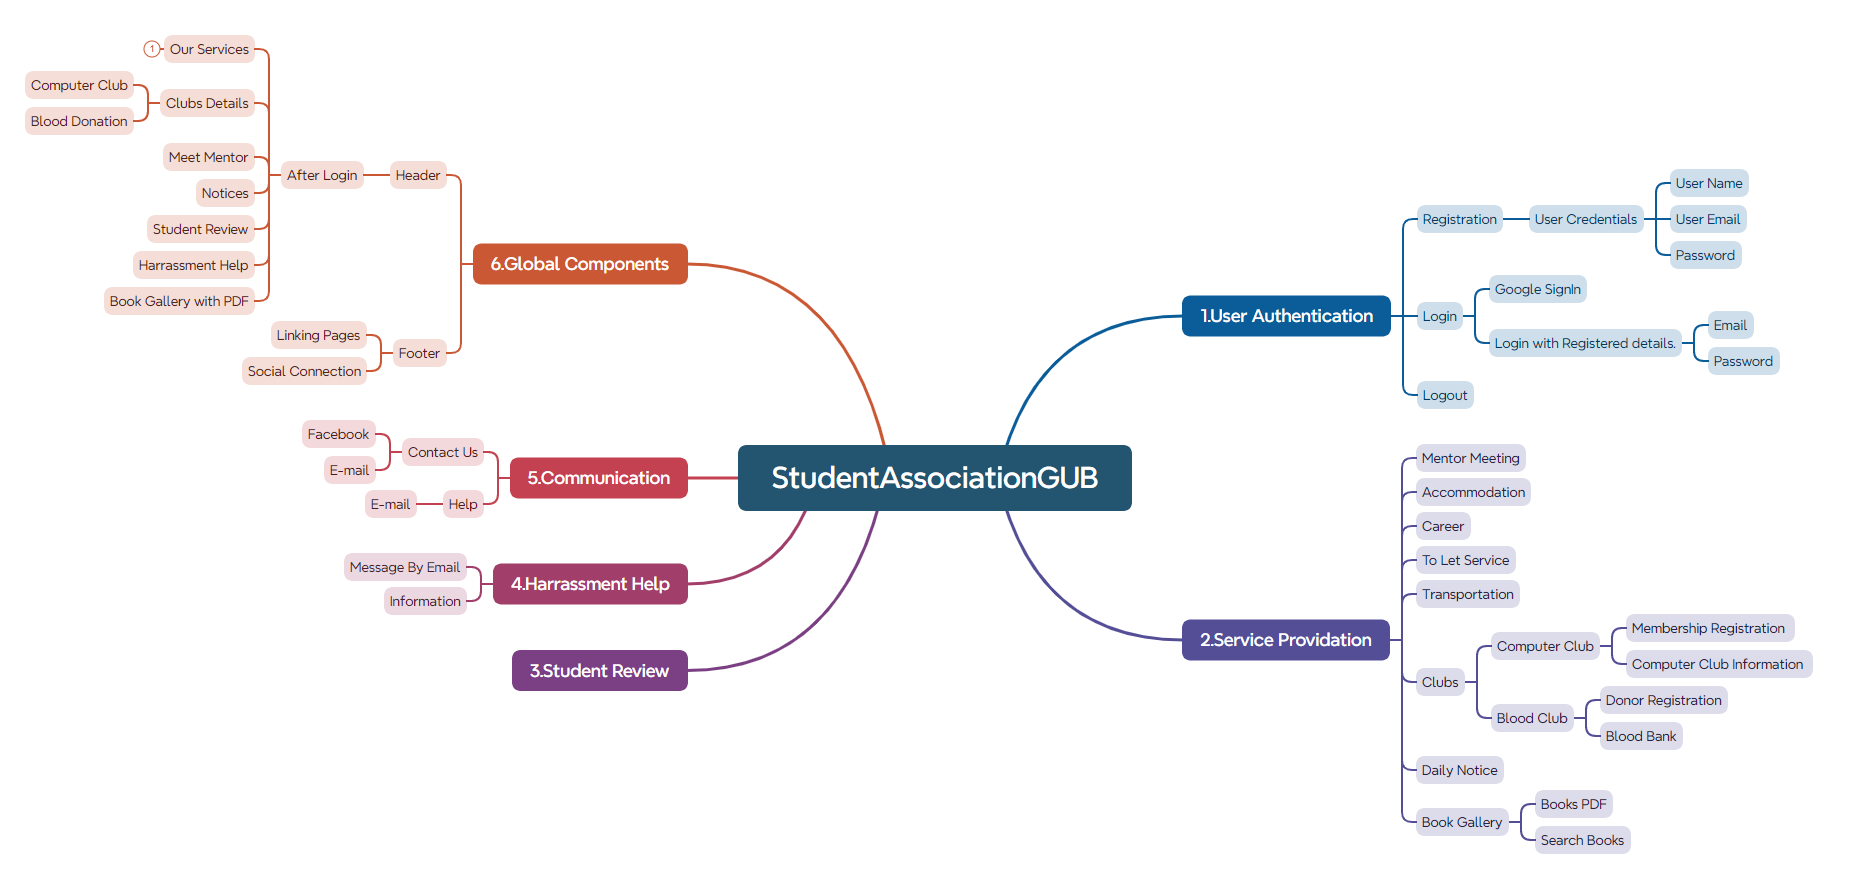 StudentAssociationGUB
1.User Authentication
Registration
User Credentials
User Name
User Email
Password
Login
Google SignIn
Login with Registered details.
Email
Password
Logout
2.Service Providation
Mentor Meeting
Accommodation
Career
To Let Service
Transportation
Clubs
Computer Club
Membership Registration
Computer Club Information
Blood Club
Donor Registration
Blood Bank
Daily Notice
Book Gallery
Books PDF
Search Books
3.Student Review
4.Harrassment Help
Message By Email
Information
5.Communication
Contact Us
Facebook
E-mail
Help
E-mail
6.Global Components
Header
After Login
Our Services
1
Clubs Details
Computer Club
Blood Donation
Meet Mentor
Notices
Student Review
Harrassment Help
Book Gallery with PDF
Footer
Linking Pages
Social Connection